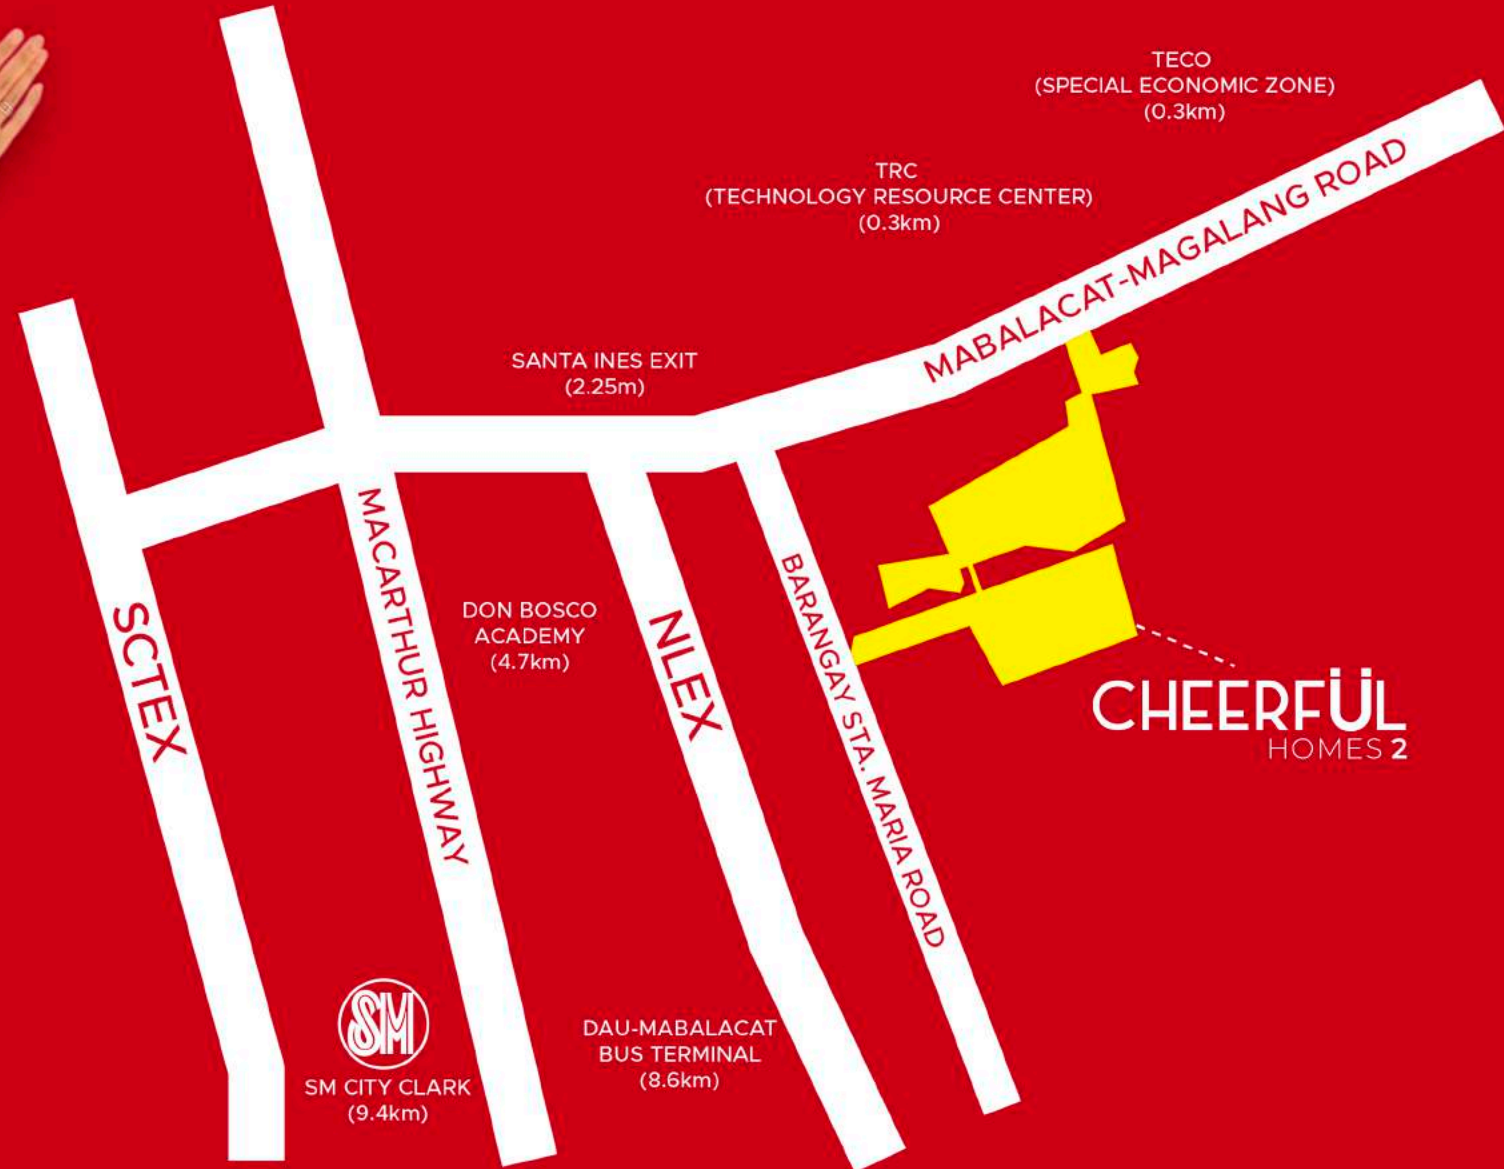 TECO
(SPECIAL ECONOMIC ZONE)
(0.3km)
TRC
(TECHNOLOGY RESOURCE CENTER)
(0.3km)
MABALACAT-MAGALANG ROAD
SANTA INES EXIT
(2.25m)
MACARTHUR HIGHWAY
SCTEX
DON BOSCO
ACADEMY
(4.7km)
NLEX
BARANGAY STA. MARIA ROAD
CHEERFÜL
HOMES 2
SM
SM CITY CLARK
(9.4km)
DAU-MABALACAT
BUS TERMINAL
(8.6km)